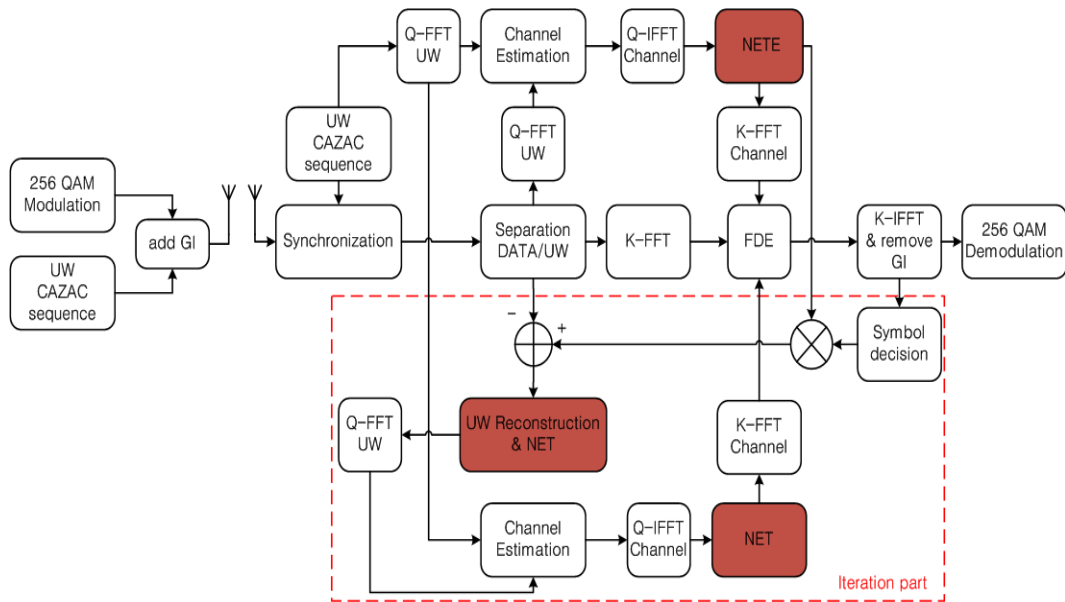 Q-FFT
UW
Channel
Estimation
Q-IFFT
Channel
NETE
UW
CAZAC
sequence
Q-FFT
UW
K-FFT
Channel
256 QAM
Modulation
add GI
Synchronization
Separation
DATA/UW
K-FFT
FDE
K-IFFT
& remove
GI
256 QAM
Demodulation
UW
CAZAC
sequence
−
+
Symbol
decision
Q-FFT
UW
UW Reconstruction
& NET
K-FFT
Channel
Channel
Estimation
Q-IFFT
Channel
NET
Iteration part